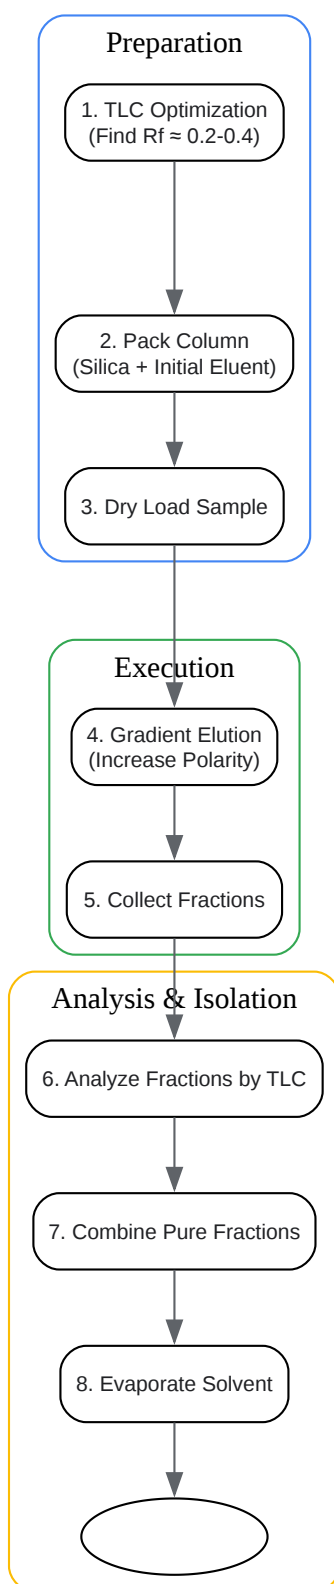 Preparation
1. TLC Optimization
(Find Rf ≈ 0.2-0.4)
2. Pack Column
(Silica + Initial Eluent)
3. Dry Load Sample
Execution
4. Gradient Elution
(Increase Polarity)
5. Collect Fractions
Analysis & Isolation
6. Analyze Fractions by TLC
7. Combine Pure Fractions
8. Evaporate Solvent